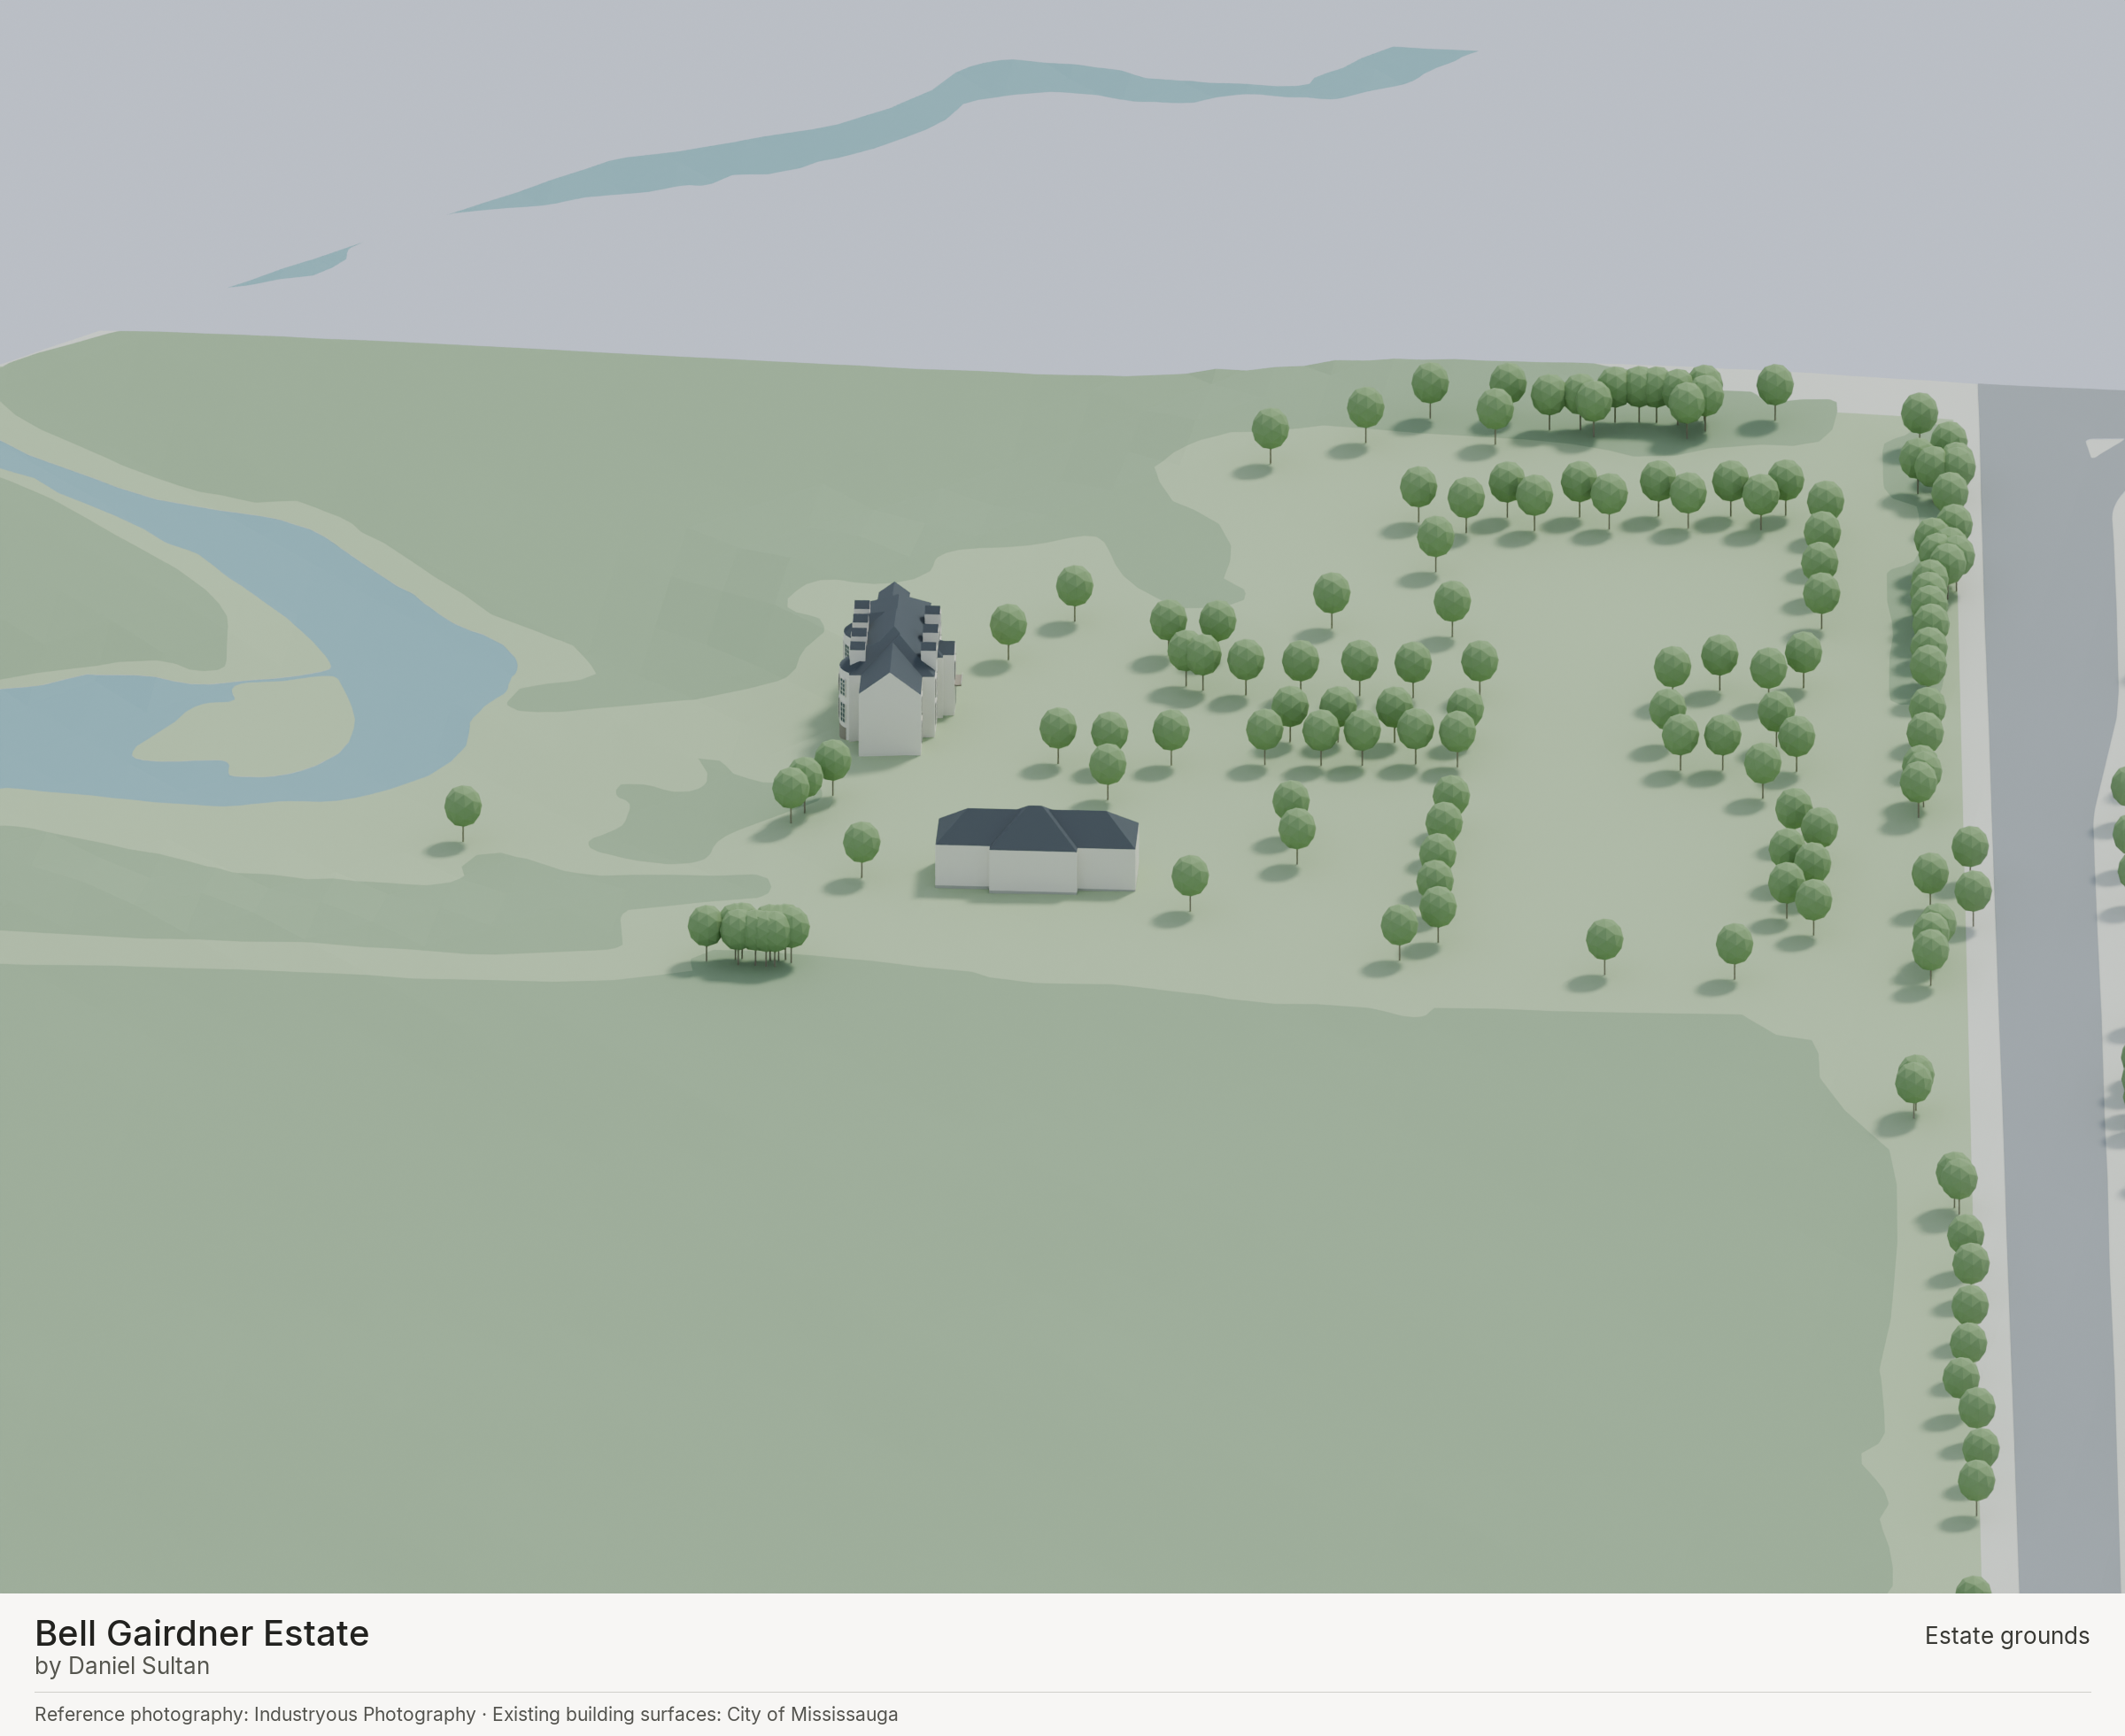 Bell Gairdner Estate
Estate grounds
by Daniel Sultan
Reference photography: Industryous Photography · Existing building surfaces: City of Mississauga